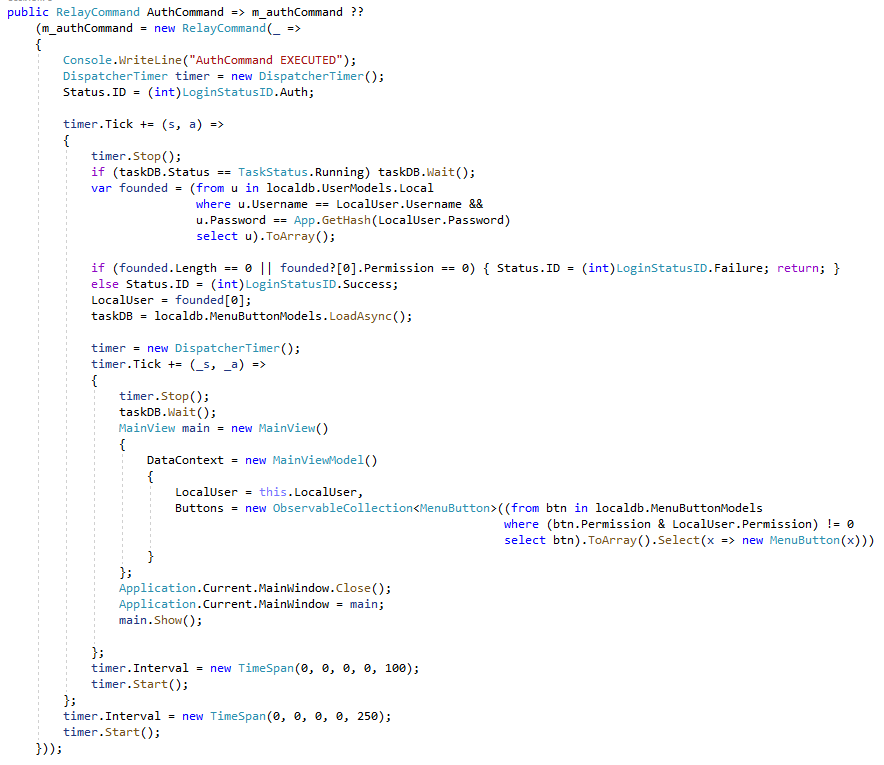 public RelayCommand AuthCommand => m_authCommand ??
    (m_authCommand = new RelayCommand(_ =>
    {
        Console.WriteLine("AuthCommand EXECUTED");
        DispatcherTimer timer = new DispatcherTimer();
        Status.ID = (int)LoginStatusID.Auth;

        timer.Tick += (s, a) =>
        {
            timer.Stop();
            if (taskDB.Status == TaskStatus.Running) taskDB.Wait();
            var founded = (from u in localdb.UserModels.Local
                           where u.Username == LocalUser.Username &&
                           u.Password == App.GetHash(LocalUser.Password)
                           select u).ToArray();

            if (founded.Length == 0 || founded?[0].Permission == 0) { Status.ID = (int)LoginStatusID.Failure; return; }
            else Status.ID = (int)LoginStatusID.Success;
            LocalUser = founded[0];
            taskDB = localdb.MenuButtonModels.LoadAsync();

            timer = new DispatcherTimer();
            timer.Tick += (_s, _a) =>
            {
                timer.Stop();
                taskDB.Wait();
                MainView main = new MainView()
                {
                    DataContext = new MainViewModel()
                    {
                        LocalUser = this.LocalUser,
                        Buttons = new ObservableCollection<MenuButton>((from btn in localdb.MenuButtonModels
                                                                       where (btn.Permission & LocalUser.Permission) != 0
                                                                       select btn).ToArray().Select(x => new MenuButton(x)))
                    }
                };
                Application.Current.MainWindow.Close();
                Application.Current.MainWindow = main;
                main.Show();

            };
            timer.Interval = new TimeSpan(0, 0, 0, 0, 100);
            timer.Start();
        };
        timer.Interval = new TimeSpan(0, 0, 0, 0, 250);
        timer.Start();
    }));